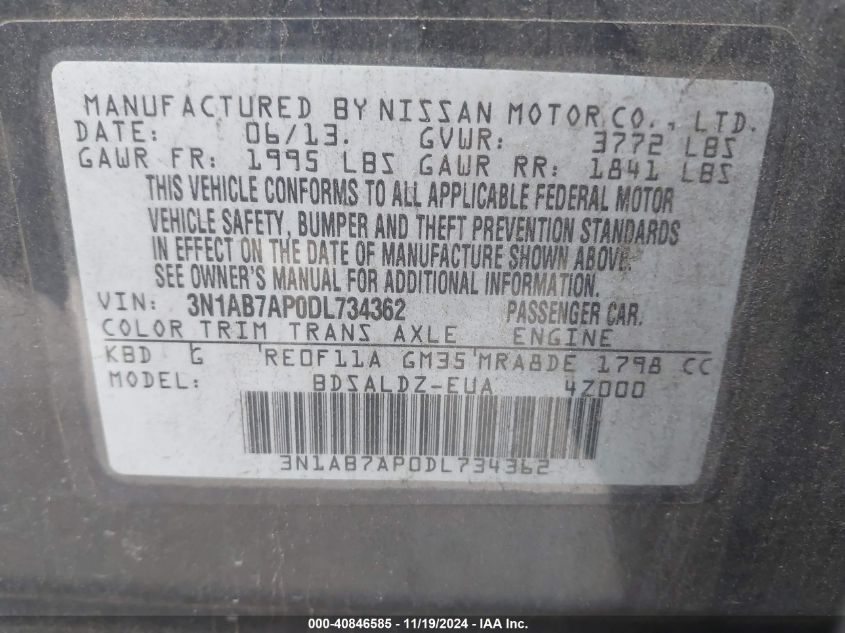 MANUFACTURED BY NISSAN MOTOR CO., LTD.
DATE: 06/13. GVWR: 3772 LBS
GAWR FR: 1995 LBS GAWR RR: 1841 LBS
THIS VEHICLE CONFORMS TO ALL APPLICABLE FEDERAL MOTOR
VEHICLE SAFETY, BUMPER AND THEFT PREVENTION STANDARDS
IN EFFECT ON THE DATE OF MANUFACTURE SHOWN ABOVE.
SEE OWNER'S MANUAL FOR ADDITIONAL INFORMATION.
VIN: 3N1AB7AP0DL734362 PASSENGER CAR.
COLOR TRIM TRANS AXLE ENGINE
KBD G RE0F11A GM35 MRA8DE 1798 CC
MODEL: BDSALDZ-EUA 4Z000
3N1AB7AP0DL734362
000-40846585 - 11/19/2024 - IAA Inc.